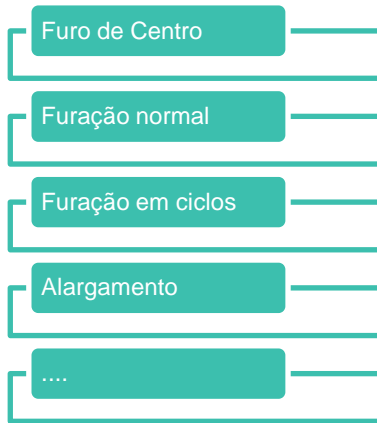 Furo de Centro
Furação normal
Furação em ciclos
Alargamento
....